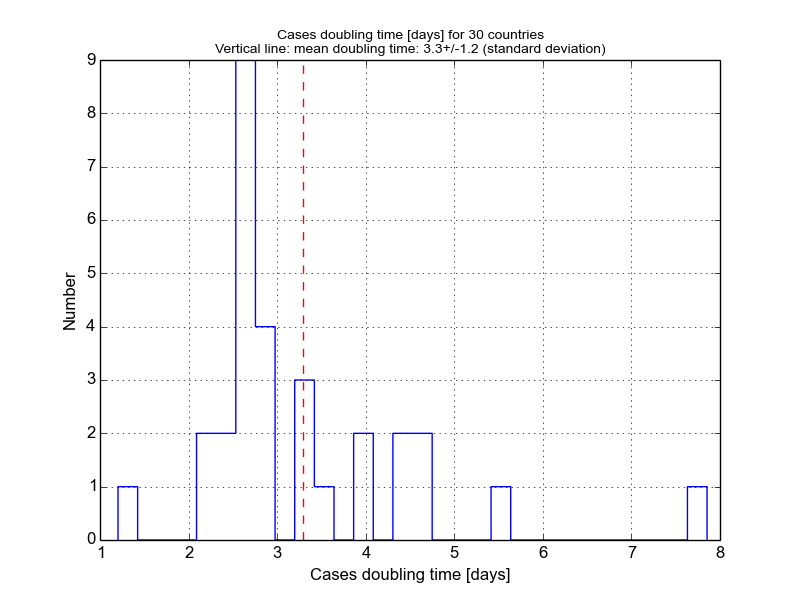 Cases doubling time [days] for 30 countries
Vertical line: mean doubling time: 3.3+/-1.2 (standard deviation)
9
8
7
6
5
4
3
2
1
0
Number
1 2 3 4 5 6 7 8
Cases doubling time [days]